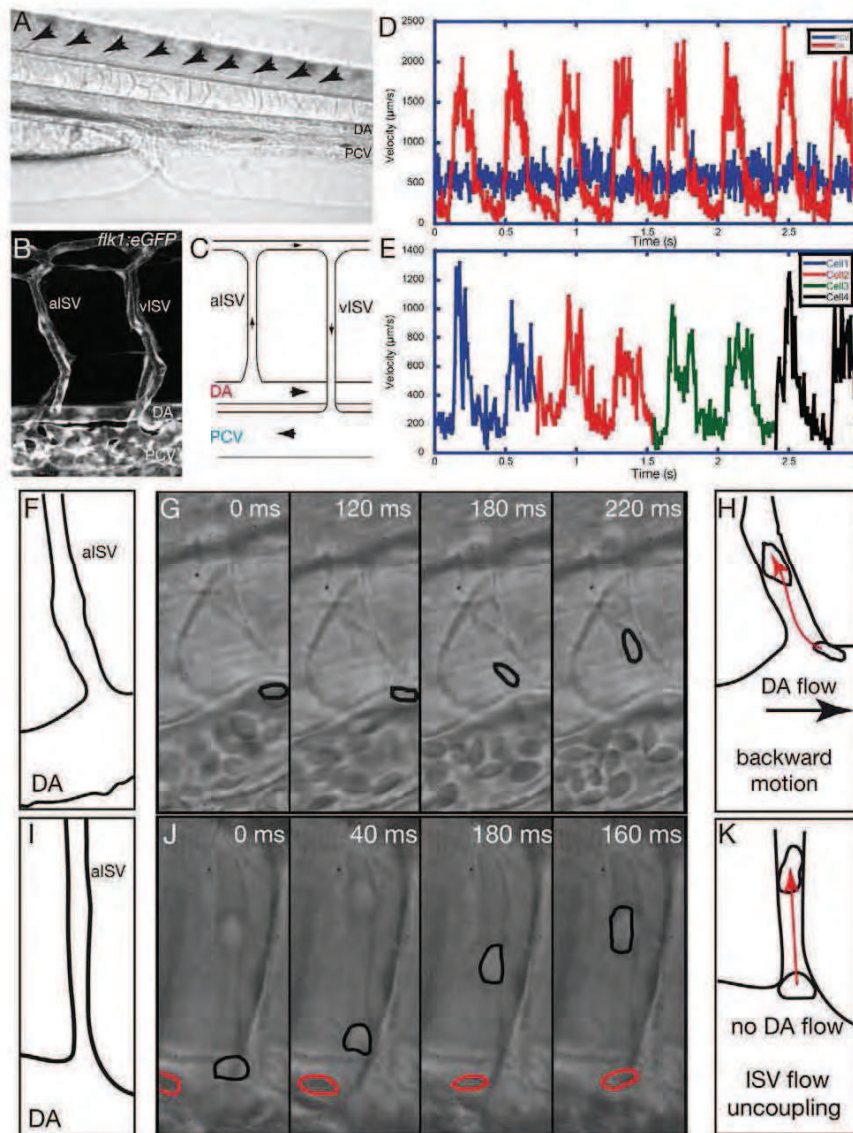 A
DA
PCV
B
flk1:eGFP
aISV
vISV
DA
PCV
C
aISV
vISV
DA
PCV
D
2500
2000
1500
1000
500
0
Velocity (µm/s)
0 0.5 1 1.5 2 2.5
Time (s)
PCV
DA
E
1400
1200
1000
800
600
400
200
0
Velocity (µm/s)
0 0.5 1 1.5 2 2.5
Time (s)
Cell1
Cell2
Cell3
Cell4
F
aISV
DA
G
0 ms
120 ms
180 ms
220 ms
H
DA flow
backward
motion
I
aISV
DA
J
0 ms
40 ms
180 ms
160 ms
K
no DA flow
ISV flow
uncoupling